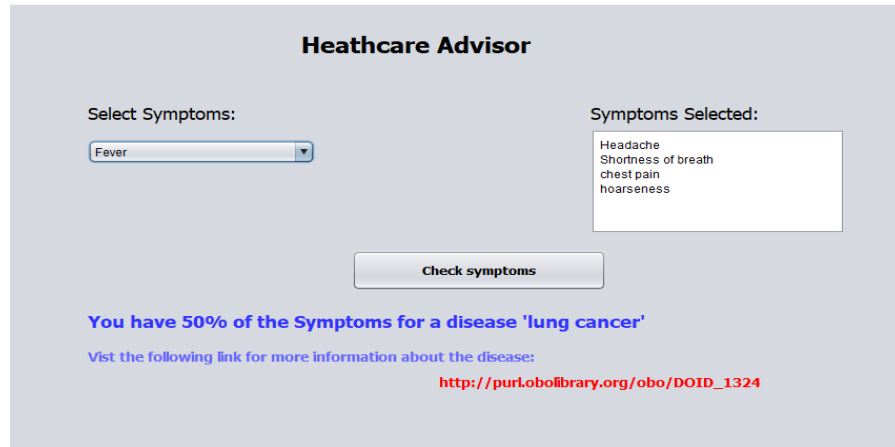 Heathcare Advisor
Select Symptoms:
Symptoms Selected:
Fever
Headache
Shortness of breath
chest pain
hoarseness
Check symptoms
You have 50% of the Symptoms for a disease 'lung cancer'
Vist the following link for more information about the disease:
http://purl.obolibrary.org/obo/DOID_1324